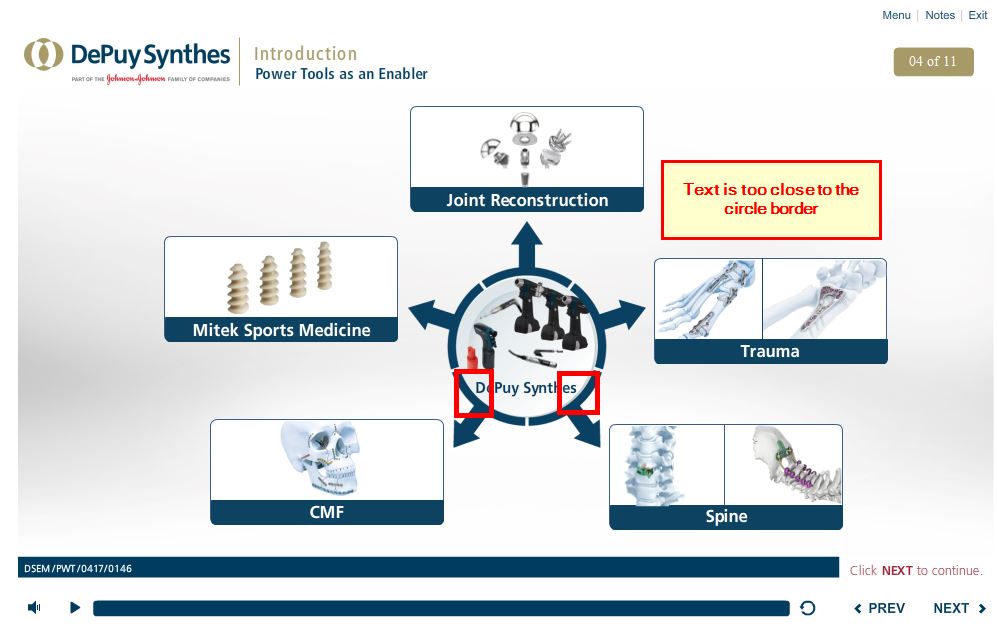 Menu | Notes | Exit
DePuy Synthes
PART OF THE Johnson & Johnson FAMILY OF COMPANIES
Introduction
Power Tools as an Enabler
04 of 11
Joint Reconstruction
Text is too close to the
circle border
Mitek Sports Medicine
Trauma
DePuy Synthes
CMF
Spine
DSEM/PWT/0417/0146
Click NEXT to continue.
PREV
NEXT